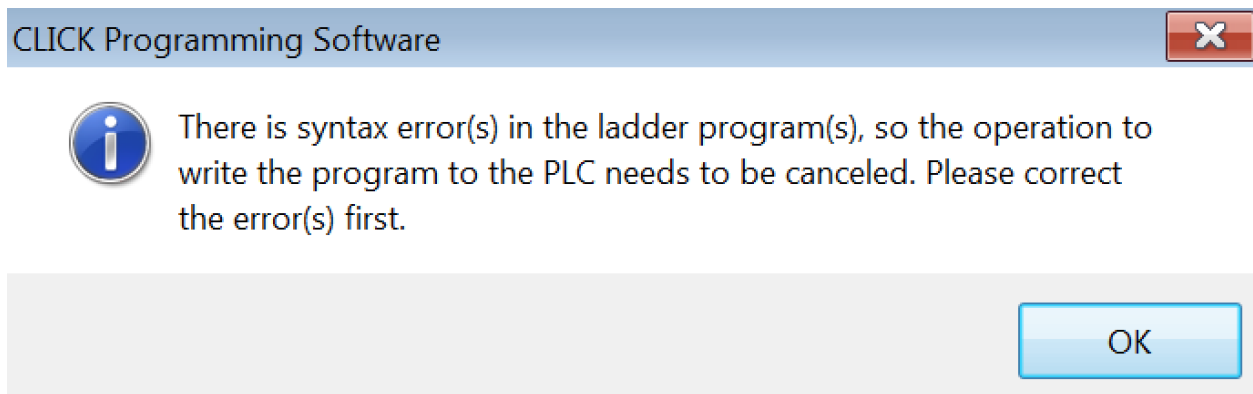 CLICK Programming Software
There is syntax error(s) in the ladder program(s), so the operation to
write the program to the PLC needs to be canceled. Please correct
the error(s) first.
OK